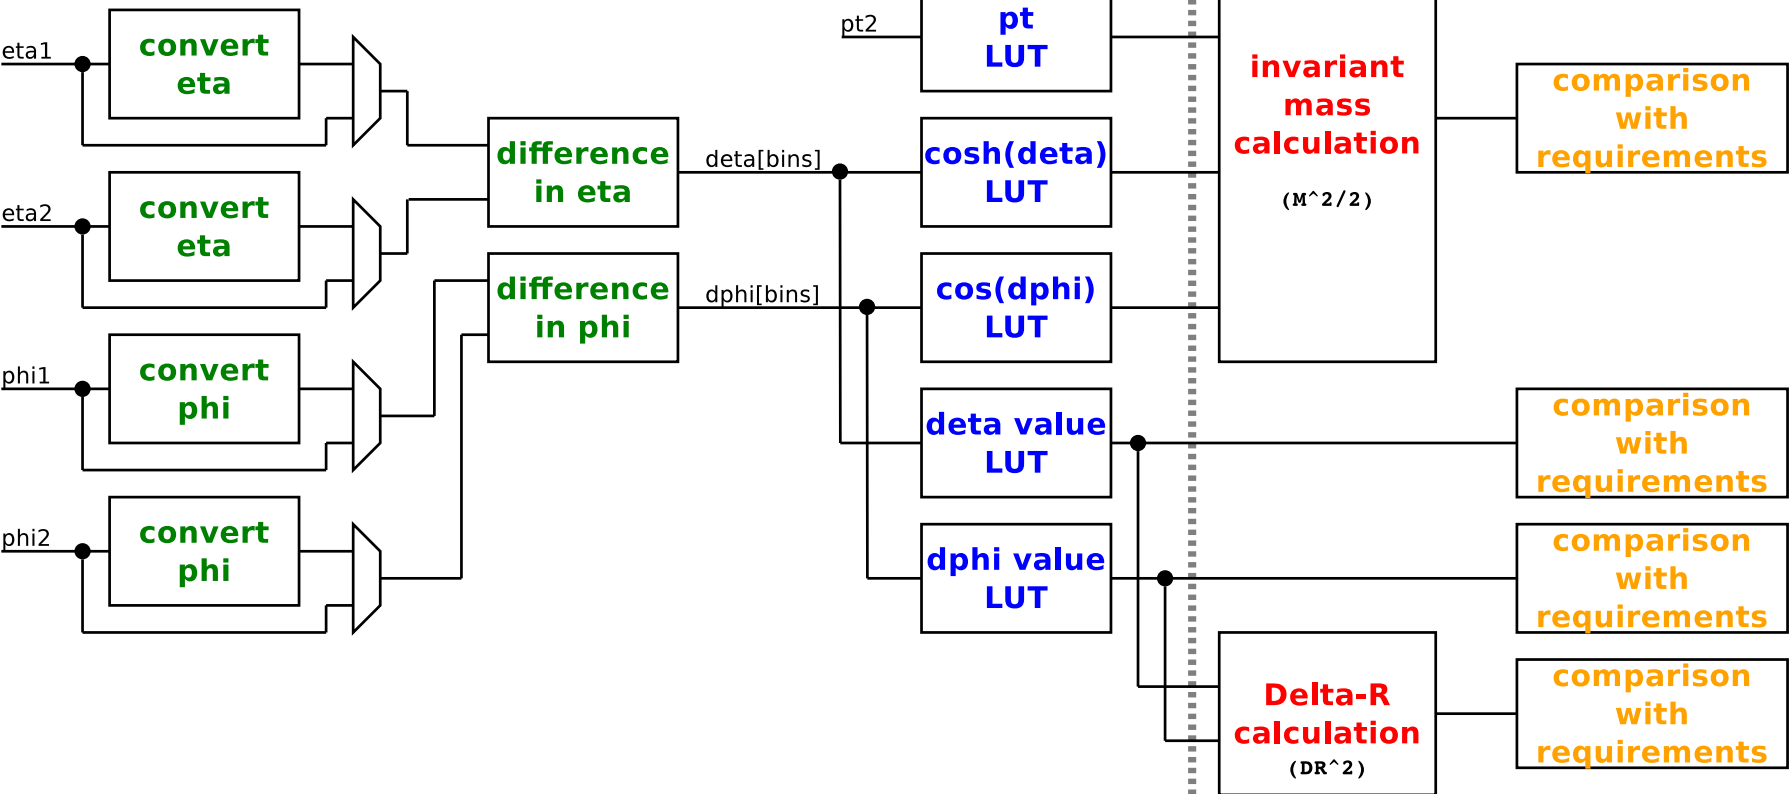 eta1
convert
eta
eta2
convert
eta
phi1
convert
phi
phi2
convert
phi
difference
in eta
difference
in phi
deta[bins]
dphi[bins]
pt2
pt
LUT
cosh(deta)
LUT
cos(dphi)
LUT
deta value
LUT
dphi value
LUT
invariant
mass
calculation
(M^2/2)
Delta-R
calculation
(DR^2)
comparison
with
requirements
comparison
with
requirements
comparison
with
requirements
comparison
with
requirements